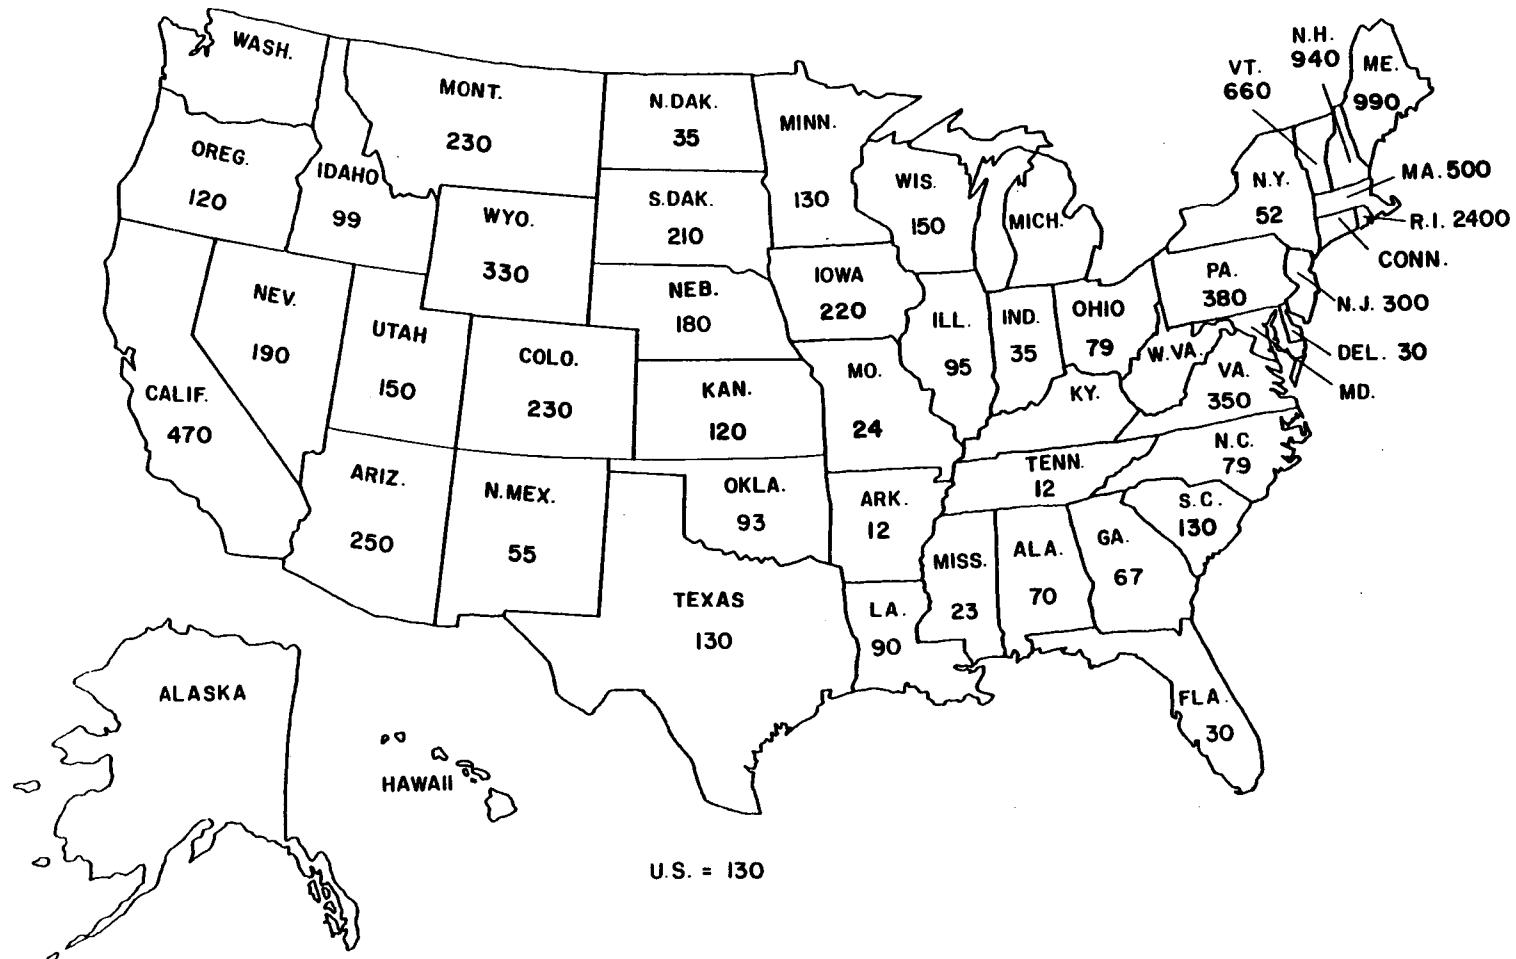 WASH.
MONT.
230
N.DAK.
35
MINN.
130
VT.
660
N.H.
940
ME.
990
OREG.
120
IDAHO
99
WYO.
330
S.DAK.
210
WIS.
150
MICH.
N.Y.
52
MA. 500
R.I. 2400
CONN.
NEV.
190
UTAH
150
COLO.
230
NEB.
180
IOWA
220
ILL.
95
IND.
35
OHIO
79
PA.
380
N.J. 300
DEL. 30
MD.
W.VA.
VA.
350
KY.
CALIF.
470
KAN.
120
MO.
24
N.C.
79
TENN.
12
ARIZ.
250
N.MEX.
55
OKLA.
93
ARK.
12
S.C.
130
MISS.
23
ALA.
70
GA.
67
TEXAS
130
LA.
90
FLA.
30
ALASKA
HAWAII
U.S. = 130